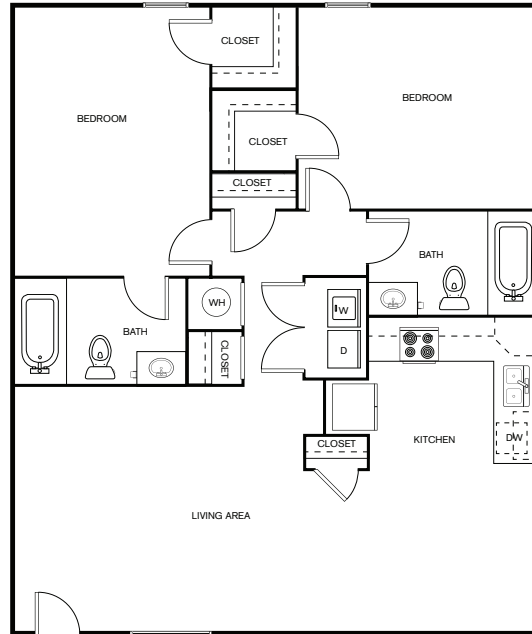 CLOSET
BEDROOM
BEDROOM
CLOSET
CLOSET
BATH
WH
W
BATH
CLOSET
D
CLOSET
KITCHEN
DW
LIVING AREA